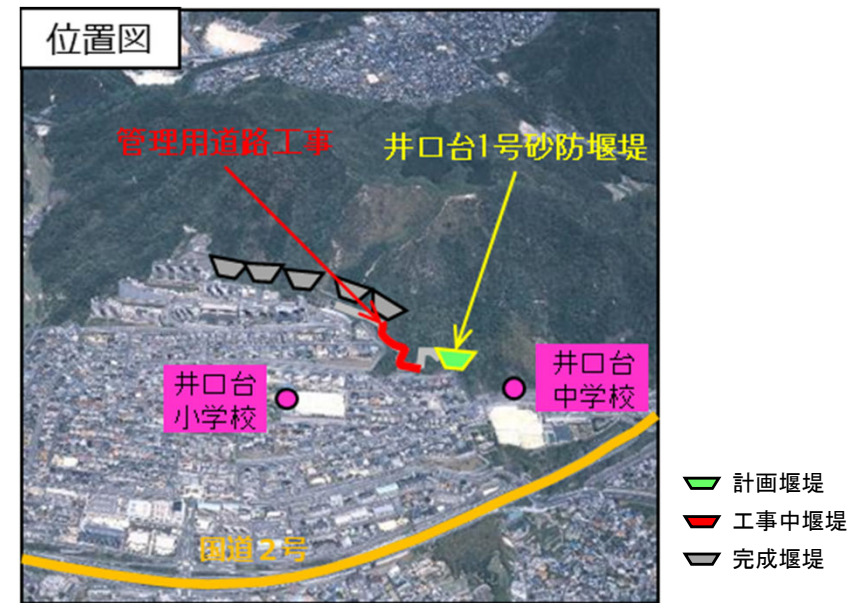 位置図
管理用道路工事
井口台1号砂防堰堤
井口台
小学校
井口台
中学校
国道2号
計画堰堤
工事中堰堤
完成堰堤